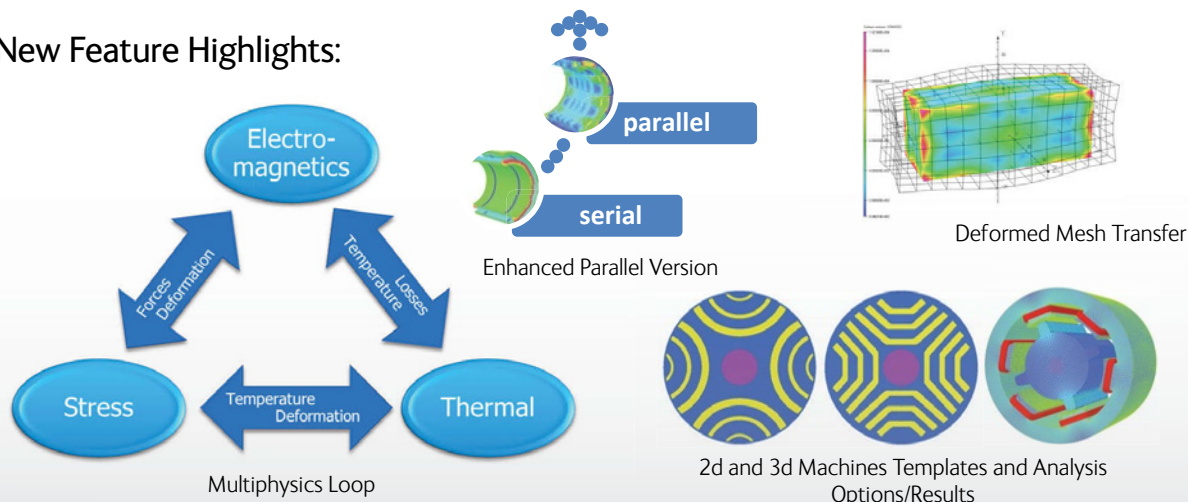 New Feature Highlights:
Electro-
magnetics
Forces
Deformation
Losses
Temperature
Stress
Temperature
Deformation
Thermal
Multiphysics Loop
parallel
serial
Enhanced Parallel Version
Deformed Mesh Transfer
2d and 3d Machines Templates and Analysis
Options/Results